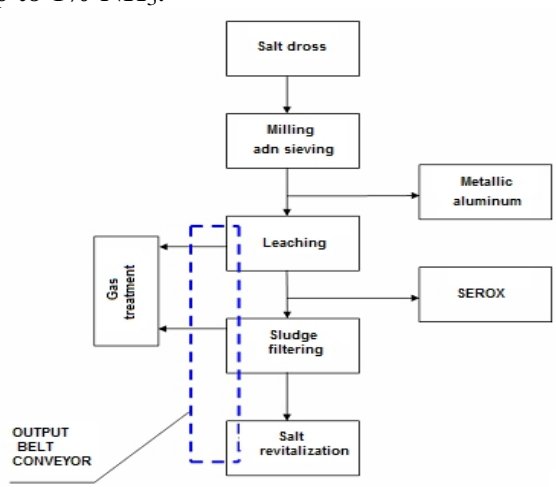 Salt dross
Milling
adn sieving
Metallic
aluminum
Leaching
Gas
treatment
SEROX
Sludge
filtering
OUTPUT
BELT
CONVEYOR
Salt
revitalization